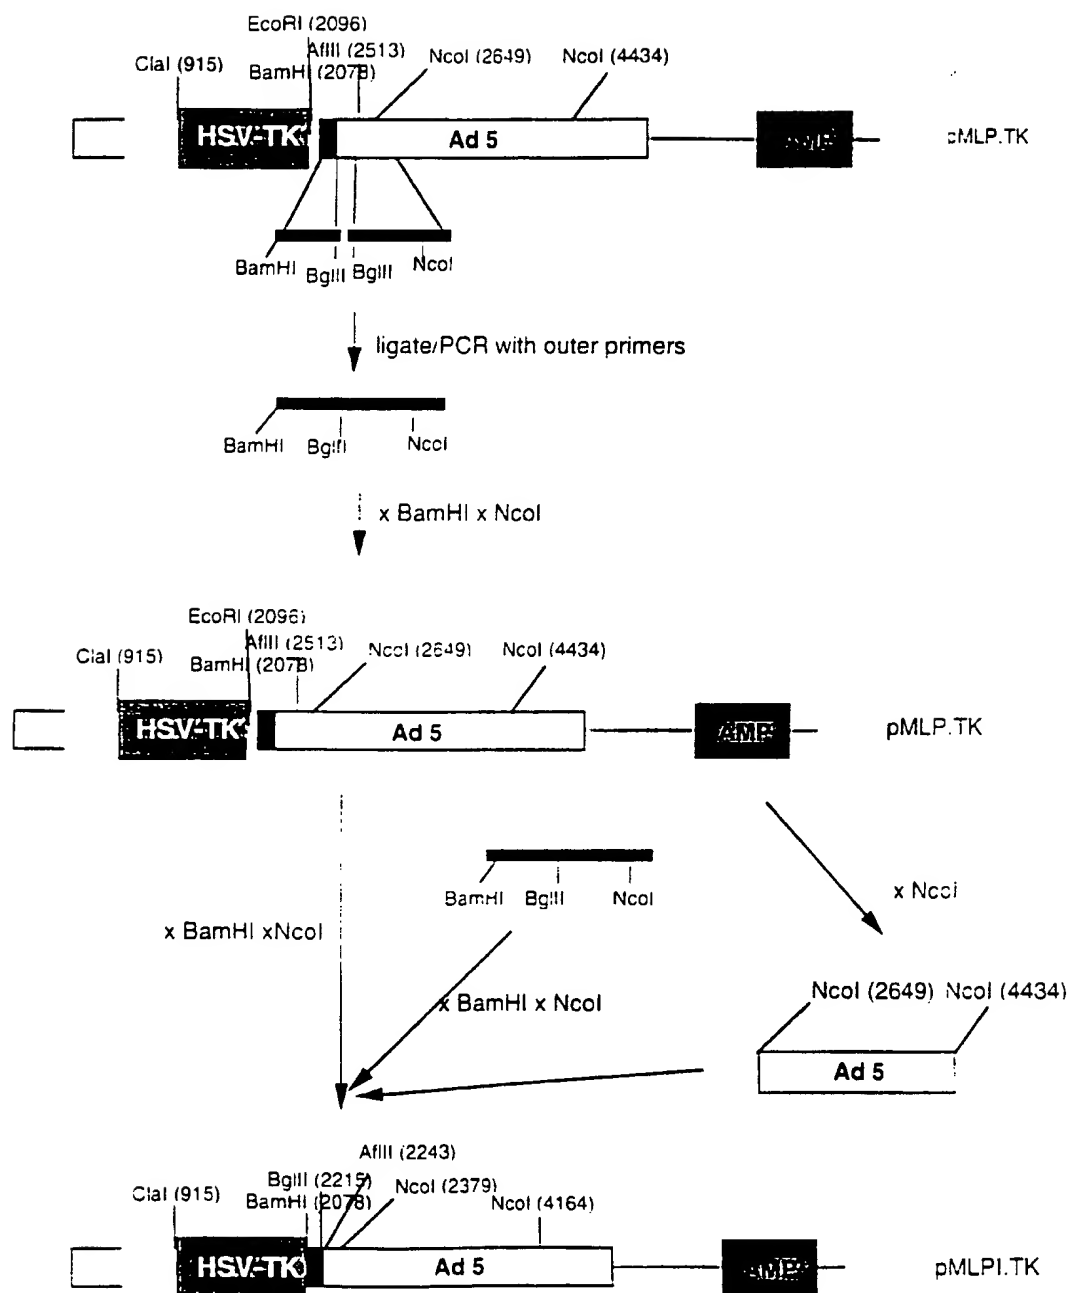 EcoRI (2096)
AflII (2513)
ClaI (915)
BamHI (2078)
NcoI (2649)
NcoI (4434)
HSV-TK
Ad 5
AMP
pMLP.TK
BamHI
BglII
BglII
NcoI
ligate/PCR with outer primers
BamHI
BglII
NcoI
x BamHI x NcoI
EcoRI (2096)
AflII (2513)
ClaI (915)
BamHI (2078)
NcoI (2649)
NcoI (4434)
HSV-TK
Ad 5
AMP
pMLP.TK
BamHI
BglII
NcoI
x NcoI
x BamHI xNcoI
x BamHI x NcoI
NcoI (2649)
NcoI (4434)
Ad 5
AflII (2243)
BglII (2215)
ClaI (915)
BamHI (2078)
NcoI (2379)
NcoI (4164)
HSV-TK
Ad 5
AMP
pMLPI.TK